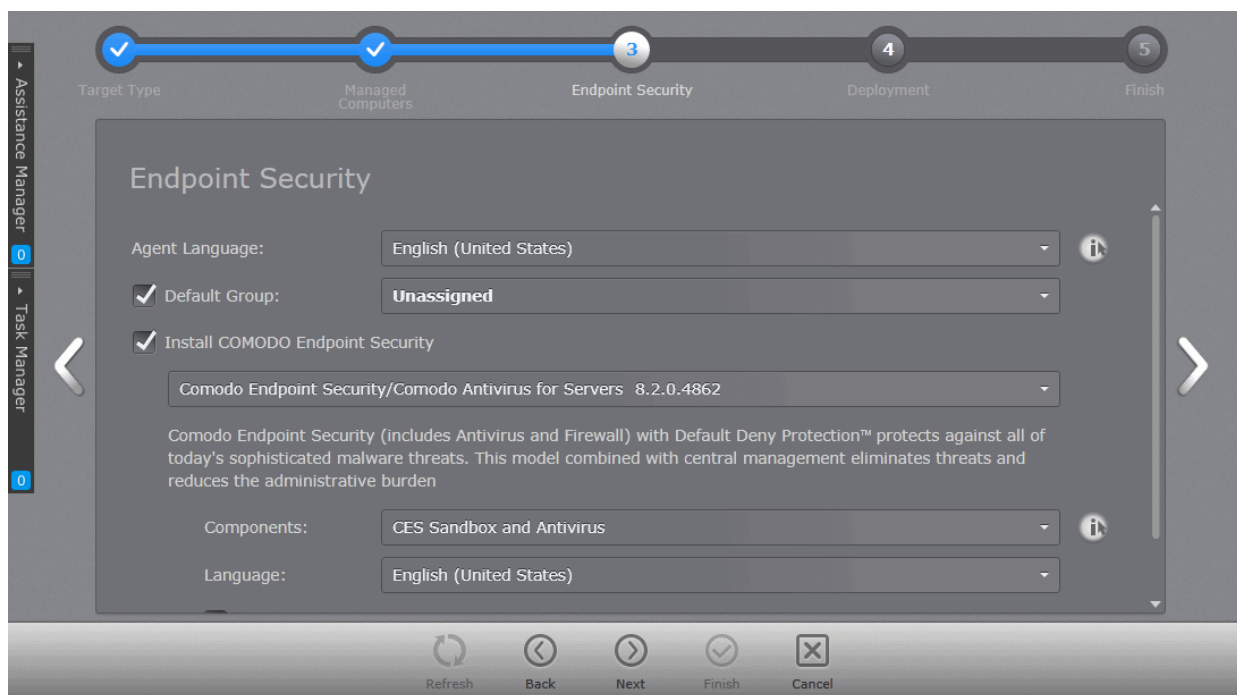 3
4
5
Target Type
Managed
Computers
Endpoint Security
Deployment
Finish
Assistance Manager
0
Task Manager
0
Endpoint Security
Agent Language:
English (United States)
Default Group:
Unassigned
Install COMODO Endpoint Security
Comodo Endpoint Security/Comodo Antivirus for Servers 8.2.0.4862
Comodo Endpoint Security (includes Antivirus and Firewall) with Default Deny Protection™ protects against all of
today's sophisticated malware threats. This model combined with central management eliminates threats and
reduces the administrative burden
Components:
CES Sandbox and Antivirus
Language:
English (United States)
Refresh
Back
Next
Finish
Cancel